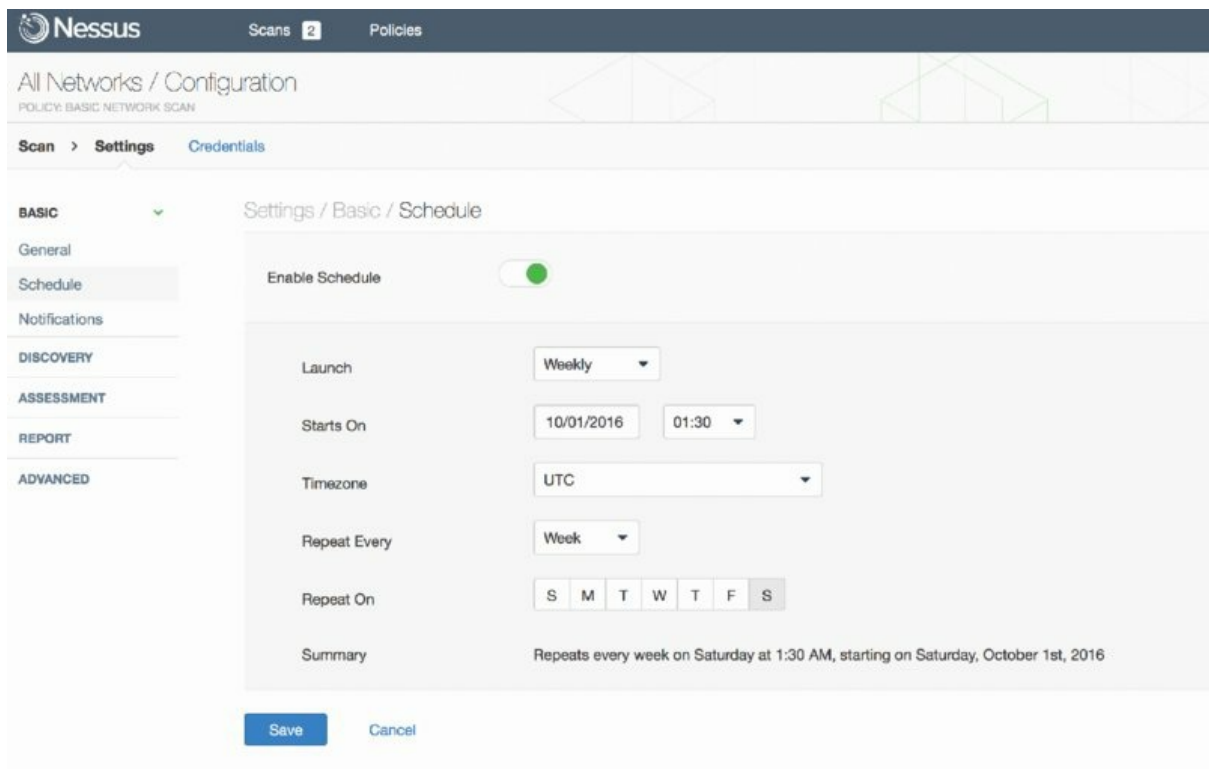 Nessus Scans 2 Policies
All Networks / Configuration
POLICY: BASIC NETWORK SCAN
Scan > Settings Credentials
BASIC
General
Schedule
Notifications
DISCOVERY
ASSESSMENT
REPORT
ADVANCED
Settings / Basic / Schedule
Enable Schedule
Launch Weekly
Starts On 10/01/2016 01:30
Timezone UTC
Repeat Every Week
Repeat On S M T W T F S
Summary Repeats every week on Saturday at 1:30 AM, starting on Saturday, October 1st, 2016
Save Cancel